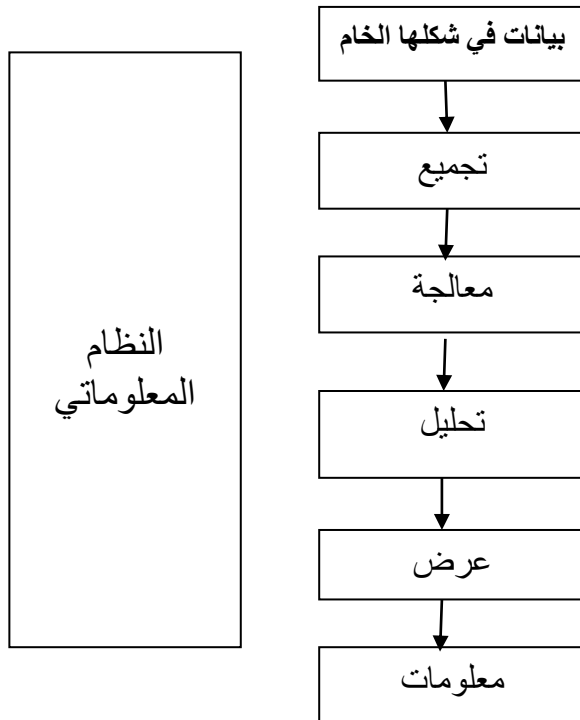 بيانات في شكلها الخام
تجميع
معالجة
النظام
المعلوماتي
تحليل
عرض
معلومات